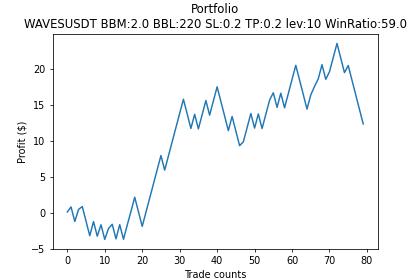 Portfolio
WAVESUSDT BBM:2.0 BBL:220 SL:0.2 TP:0.2 lev:10 WinRatio:59.0
Profit ($)
20
15
10
5
0
−5
0 10 20 30 40 50 60 70 80
Trade counts